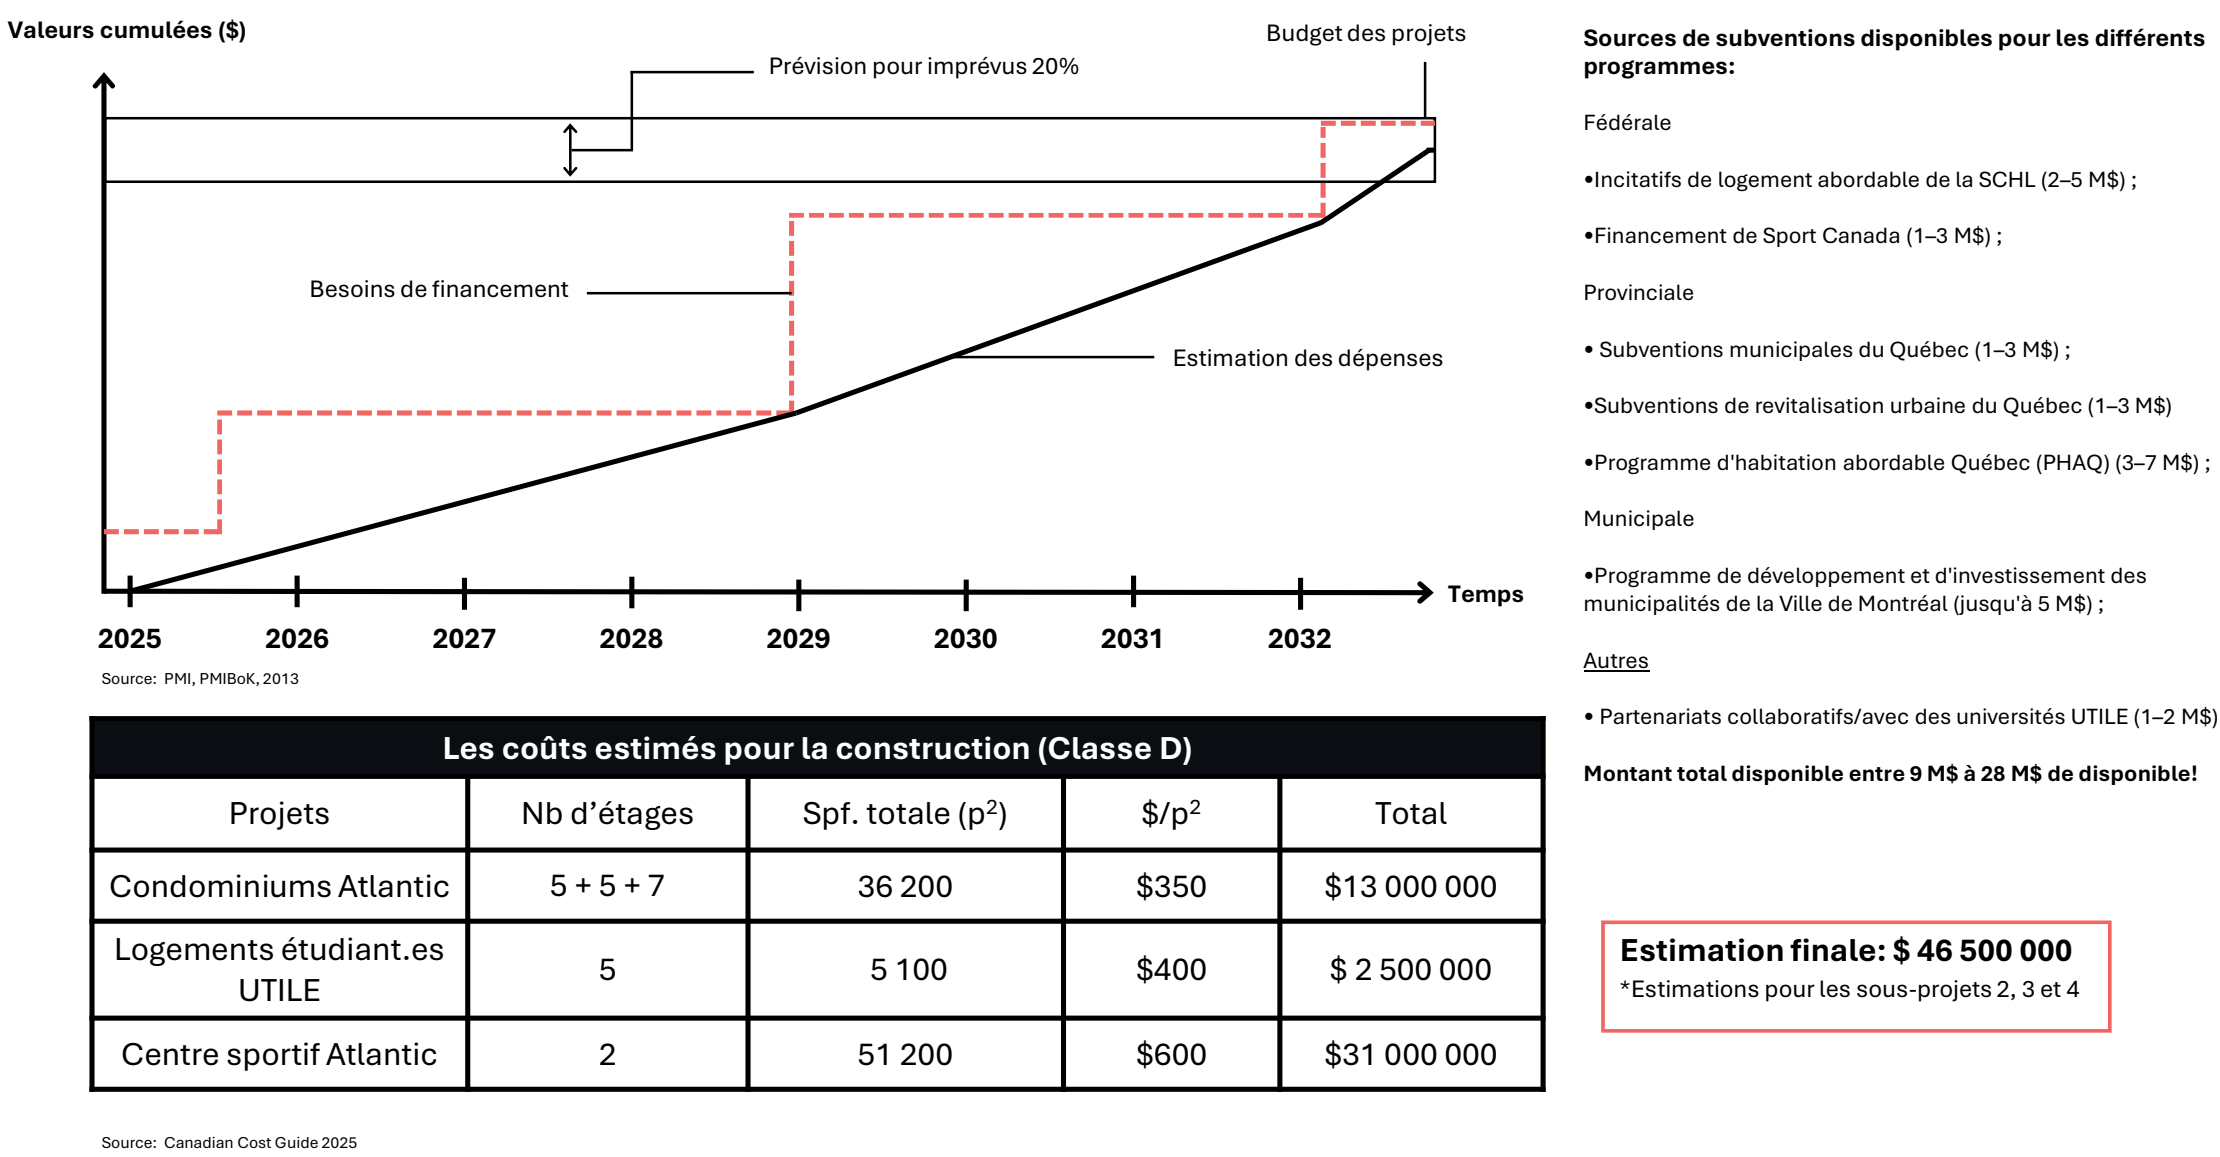 Valeurs cumulées ($)
Budget des projets
Prévision pour imprévus 20%
Besoins de financement
Estimation des dépenses
Temps
2025 2026 2027 2028 2029 2030 2031 2032
Source: PMI, PMIBoK, 2013
Les coûts estimés pour la construction (Classe D)
Projets Nb d’étages Spf. totale (p²) $/p² Total
Condominiums Atlantic 5 + 5 + 7 36 200 $350 $13 000 000
Logements étudiant.es
UTILE 5 5 100 $400 $ 2 500 000
Centre sportif Atlantic 2 51 200 $600 $31 000 000
Source: Canadian Cost Guide 2025
Sources de subventions disponibles pour les différents
programmes:
Fédérale
•Incitatifs de logement abordable de la SCHL (2–5 M$) ;
•Financement de Sport Canada (1–3 M$) ;
Provinciale
• Subventions municipales du Québec (1–3 M$) ;
•Subventions de revitalisation urbaine du Québec (1–3 M$)
•Programme d'habitation abordable Québec (PHAQ) (3–7 M$) ;
Municipale
•Programme de développement et d'investissement des
municipalités de la Ville de Montréal (jusqu'à 5 M$) ;
Autres
• Partenariats collaboratifs/avec des universités UTILE (1–2 M$)
Montant total disponible entre 9 M$ à 28 M$ de disponible!
Estimation finale: $ 46 500 000
*Estimations pour les sous-projets 2, 3 et 4